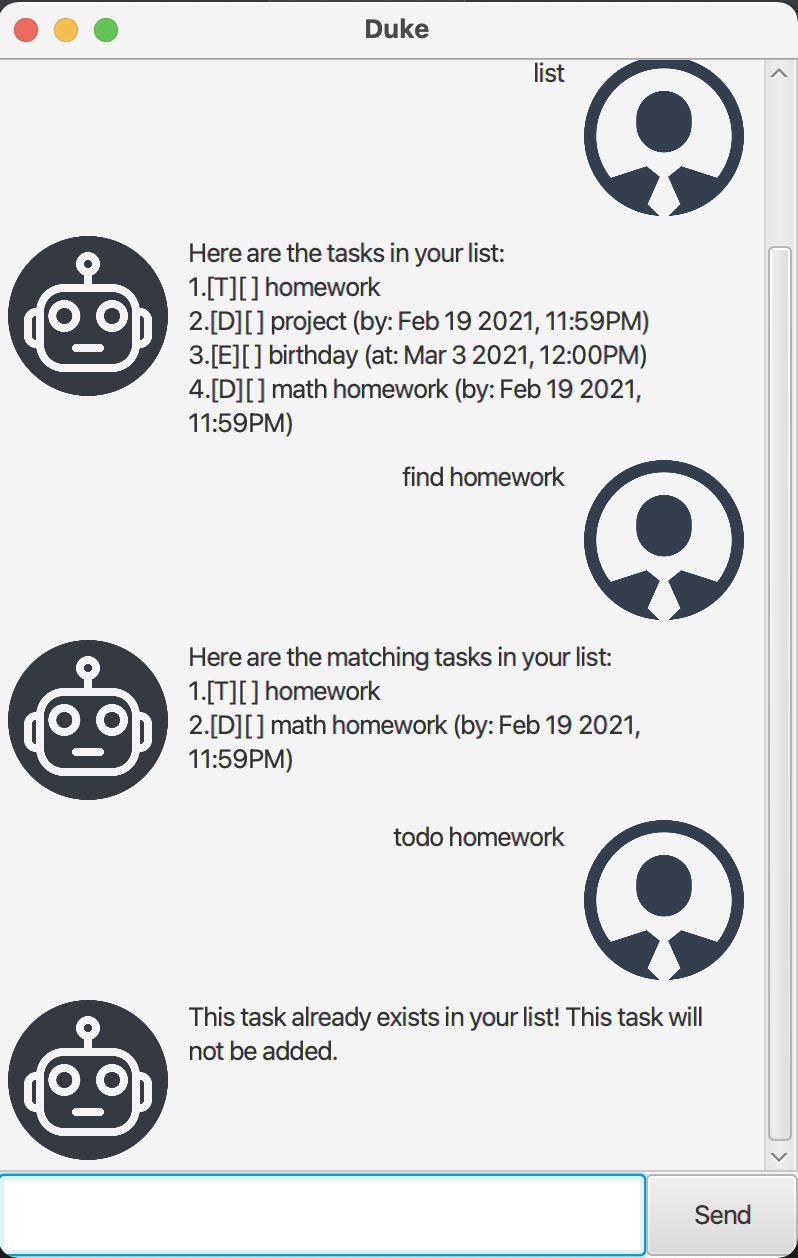 Duke
list
Here are the tasks in your list:
1.[T][ ] homework
2.[D][ ] project (by: Feb 19 2021, 11:59PM)
3.[E][ ] birthday (at: Mar 3 2021, 12:00PM)
4.[D][ ] math homework (by: Feb 19 2021,
11:59PM)
find homework
Here are the matching tasks in your list:
1.[T][ ] homework
2.[D][ ] math homework (by: Feb 19 2021,
11:59PM)
todo homework
This task already exists in your list! This task will
not be added.
Send